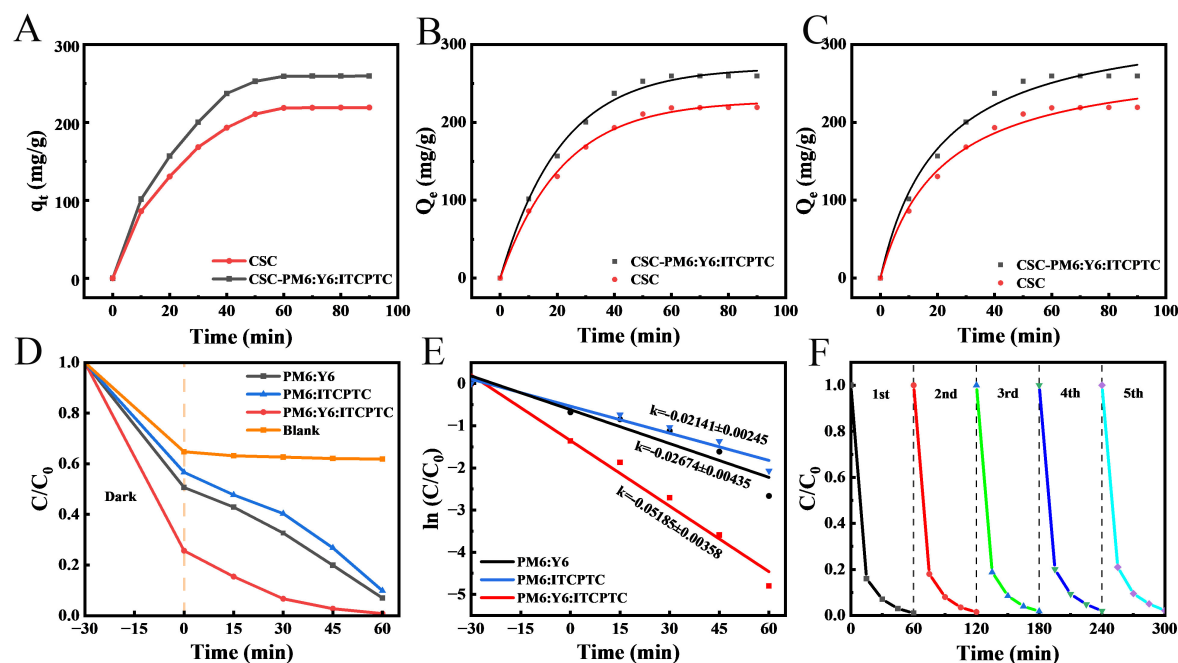 A
300
200
100
0
q_t (mg/g)
CSC
CSC-PM6:Y6:ITCPTC
0 20 40 60 80 100
Time (min)
B
300
200
100
0
Q_e (mg/g)
CSC-PM6:Y6:ITCPTC
CSC
0 20 40 60 80 100
Time (min)
C
300
200
100
0
Q_e (mg/g)
CSC-PM6:Y6:ITCPTC
CSC
0 20 40 60 80 100
Time (min)
D
1.0
0.8
0.6
0.4
0.2
0.0
C/C_0
PM6:Y6
PM6:ITCPTC
PM6:Y6:ITCPTC
Blank
Dark
−30 −15 0 15 30 45 60
Time (min)
E
0
−1
−2
−3
−4
−5
ln (C/C_0)
k=-0.02141±0.00245
k=-0.02674±0.00435
k=-0.05185±0.00358
PM6:Y6
PM6:ITCPTC
PM6:Y6:ITCPTC
−30 −15 0 15 30 45 60
Time (min)
F
1.0
0.8
0.6
0.4
0.2
0.0
C/C_0
1st 2nd 3rd 4th 5th
0 60 120 180 240 300
Time (min)